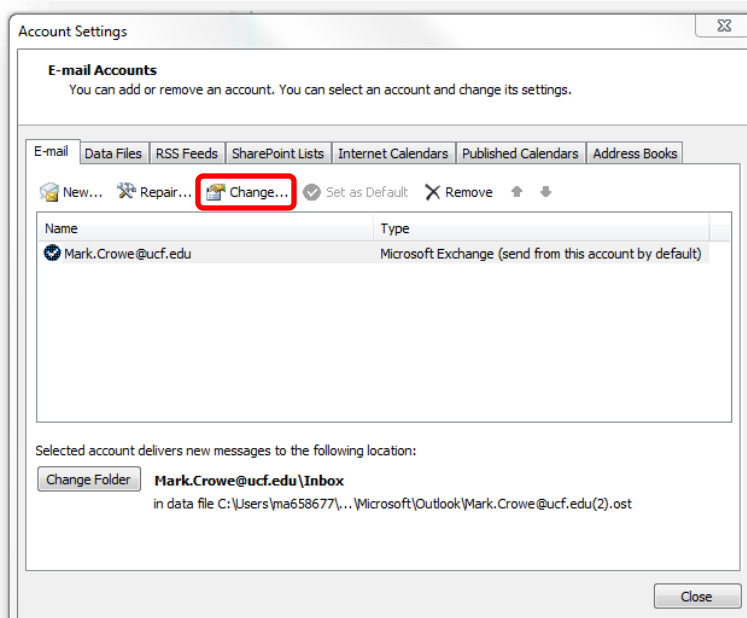 Account Settings
E-mail Accounts
You can add or remove an account. You can select an account and change its settings.
E-mail Data Files RSS Feeds SharePoint Lists Internet Calendars Published Calendars Address Books
New... Repair... Change... Set as Default Remove
Name Type
Mark.Crowe@ucf.edu Microsoft Exchange (send from this account by default)
Selected account delivers new messages to the following location:
Change Folder Mark.Crowe@ucf.edu\Inbox
in data file C:\Users\ma658677\...\Microsoft\Outlook\Mark.Crowe@ucf.edu(2).ost
Close